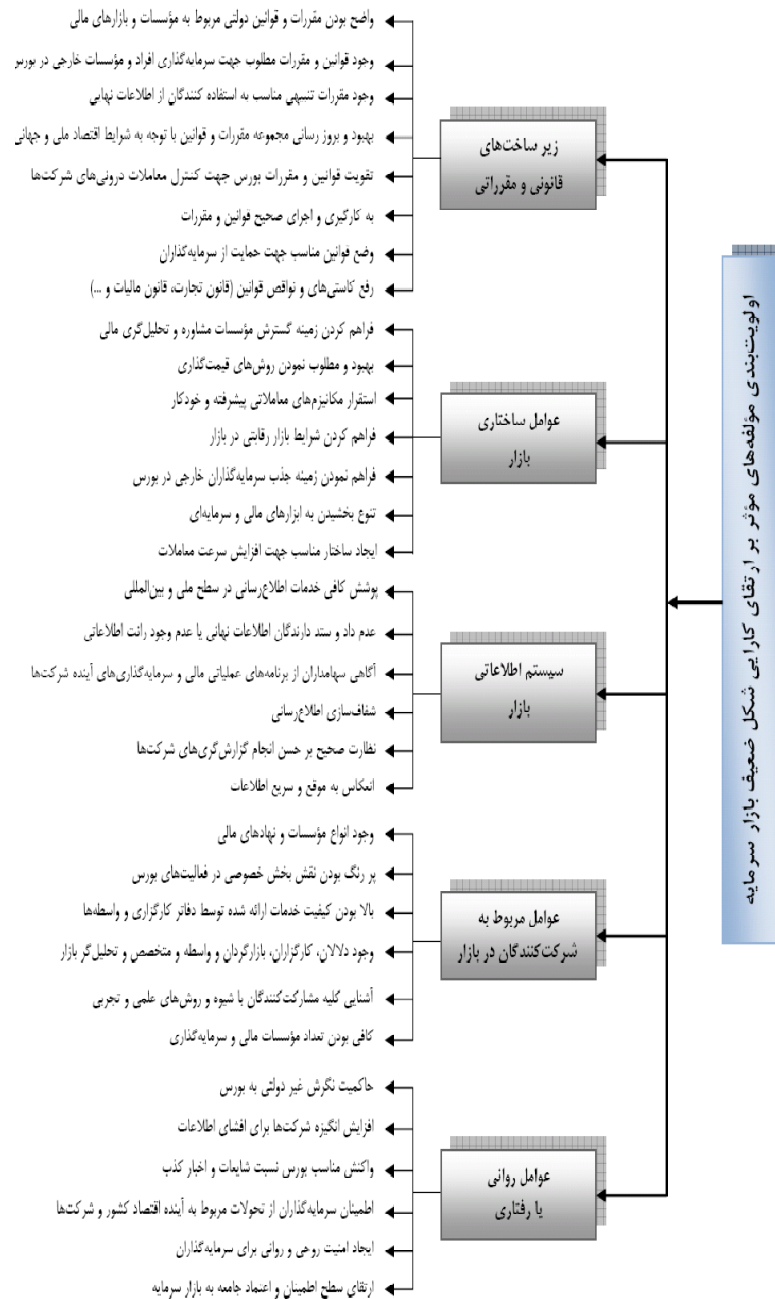 اولویت‌بندی مؤلفه‌های مؤثر بر ارتقای کارایی شکل ضعیف بازار سرمایه
زیر ساخت‌های
قانونی و مقرراتی
واضح بودن مقررات و قوانین دولتی مربوط به مؤسسات و بازارهای مالی
وجود قوانین و مقررات مطلوب جهت سرمایه‌گذاری افراد و مؤسسات خارجی در بورس
وجود مقررات تنبیهی مناسب به استفاده کنندگان از اطلاعات نهایی
بهبود و بروز رسانی مجموعه مقررات و قوانین با توجه به شرایط اقتصاد ملی و جهانی
تقویت قوانین و مقررات بورس جهت کنترل معاملات درونی‌های شرکت‌ها
به کارگیری و اجرای صحیح قوانین و مقررات
وضع قوانین مناسب جهت حمایت از سرمایه‌گذاران
رفع کاستی‌های و نواقص قوانین (قانون تجارت، قانون مالیات و ...)
عوامل ساختاری
بازار
فراهم کردن زمینه گسترش مؤسسات مشاوره و تحلیل‌گری مالی
بهبود و مطلوب نمودن روش‌های قیمت‌گذاری
استقرار مکانیزم‌های معاملاتی پیشرفته و خودکار
فراهم کردن شرایط بازار رقابتی در بازار
فراهم نمودن زمینه جذب سرمایه‌گذاران خارجی در بورس
تنوع بخشیدن به ابزارهای مالی و سرمایه‌ای
ایجاد ساختار مناسب جهت افزایش سرعت معاملات
سیستم اطلاعاتی
بازار
پوشش کافی خدمات اطلاع‌رسانی در سطح ملی و بین‌المللی
عدم داد و ستد دارندگان اطلاعات نهانی یا عدم وجود رانت اطلاعاتی
آگاهی سهامداران از برنامه‌های عملیاتی مالی و سرمایه‌گذاری‌های آینده شرکت‌ها
شفاف‌سازی اطلاع‌رسانی
نظارت صحیح بر حسن انجام گزارش‌گری‌های شرکت‌ها
انعکاس به موقع و سریع اطلاعات
عوامل مربوط به
شرکت‌کنندگان در بازار
وجود انواع مؤسسات و نهادهای مالی
پر رنگ بودن نقش بخش خصوصی در فعالیت‌های بورس
بالا بودن کیفیت خدمات ارائه شده توسط دفاتر کارگزاری و واسطه‌ها
وجود دلالان، کارگزاران، بازارگردان و واسطه و متخصص و تحلیل‌گر بازار
آشنایی کلیه مشارکت‌کنندگان با شیوه و روش‌های علمی و تجربی
کافی بودن تعداد مؤسسات مالی و سرمایه‌گذاری
عوامل روانی
یا رفتاری
حاکمیت نگرش غیر دولتی به بورس
افزایش انگیزه شرکت‌ها برای افشای اطلاعات
واکنش مناسب بورس نسبت شایعات و اخبار کذب
اطمینان سرمایه‌گذاران از تحولات مربوط به آینده اقتصاد کشور و شرکت‌ها
ایجاد امنیت روحی و روانی برای سرمایه‌گذاران
ارتقای سطح اطمینان و اعتماد جامعه به بازار سرمایه